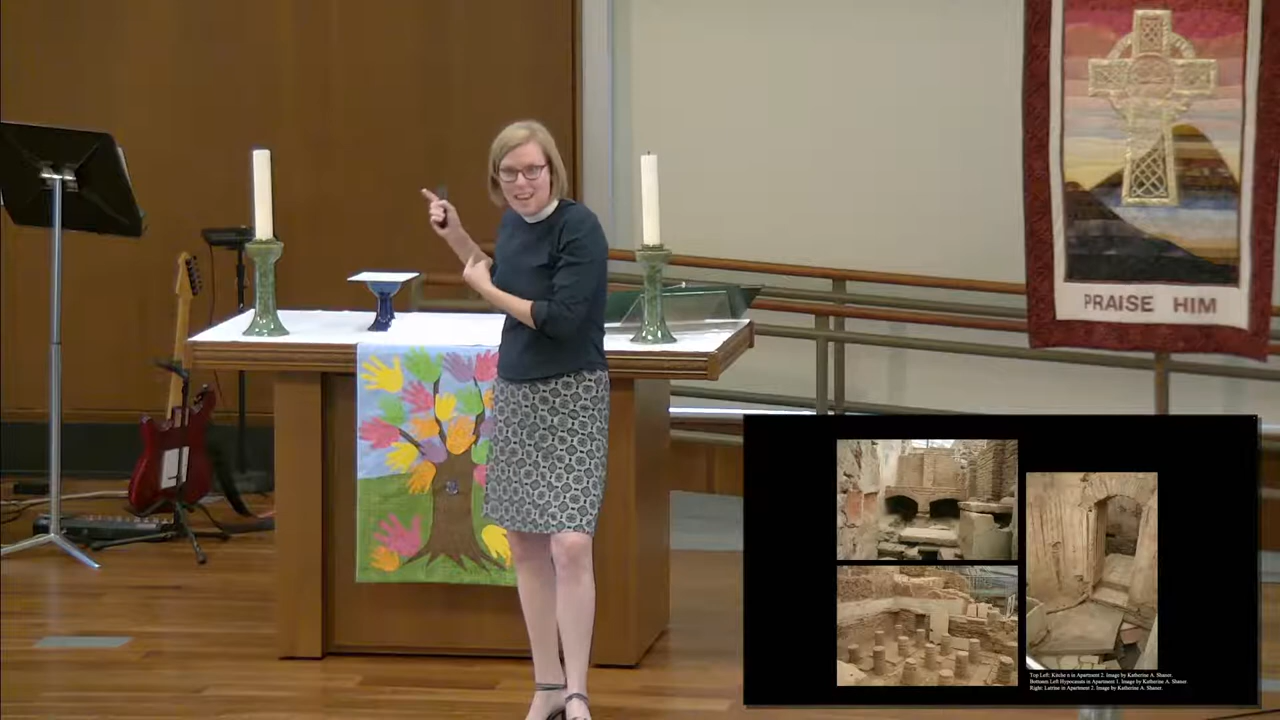 PRAISE HIM
Top Left: Kitche n in Apartment 2. Image by Katherine A. Shaner.
Bottom Left Hypocausts in Apartment 1. Image by Katherine A. Shaner.
Right: Latrine in Apartment 2. Image by Katherine A. Shaner.